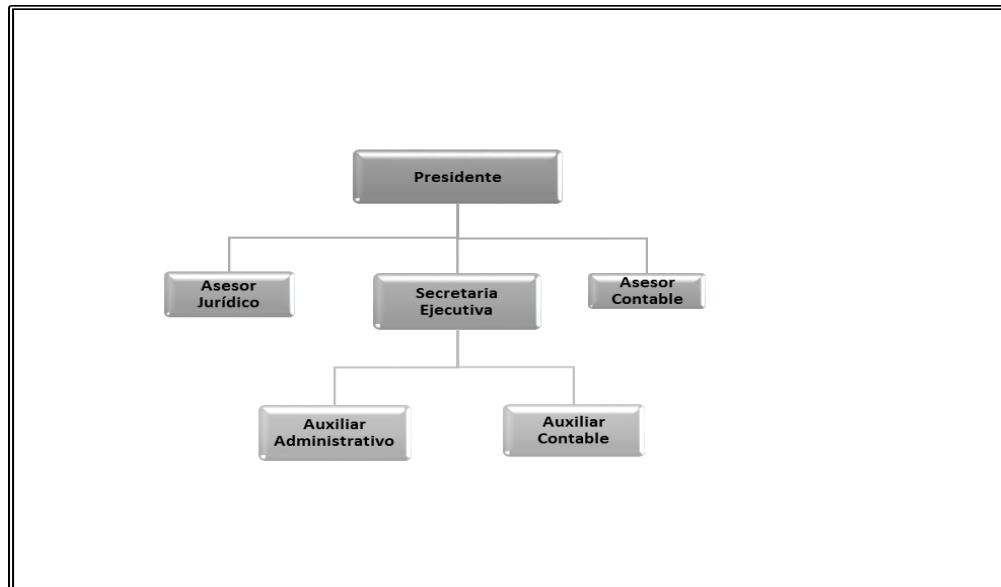 Presidente
Asesor
Jurídico
Secretaria
Ejecutiva
Asesor
Contable
Auxiliar
Administrativo
Auxiliar
Contable